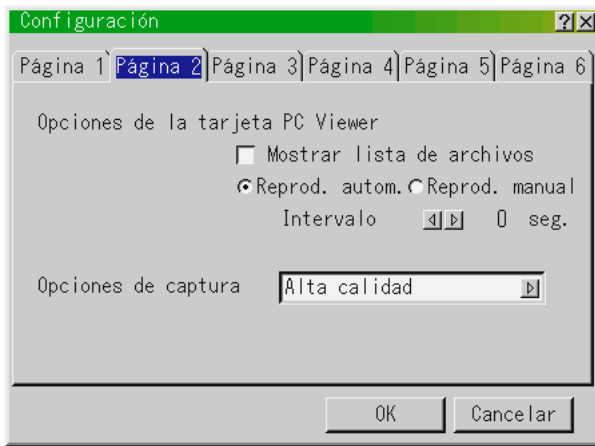 Configuración
Página 1 Página 2 Página 3 Página 4 Página 5 Página 6
Opciones de la tarjeta PC Viewer
Mostrar lista de archivos
Reprod. autom. Reprod. manual
Intervalo 0 seg.
Opciones de captura Alta calidad
OK Cancelar